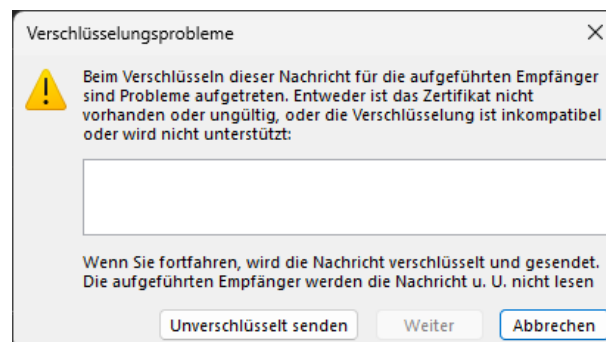 Verschlüsselungsprobleme
Beim Verschlüsseln dieser Nachricht für die aufgeführten Empfänger
sind Probleme aufgetreten. Entweder ist das Zertifikat nicht
vorhanden oder ungültig, oder die Verschlüsselung ist inkompatibel
oder wird nicht unterstützt:
Wenn Sie fortfahren, wird die Nachricht verschlüsselt und gesendet.
Die aufgeführten Empfänger werden die Nachricht u. U. nicht lesen
Unverschlüsselt senden Weiter Abbrechen